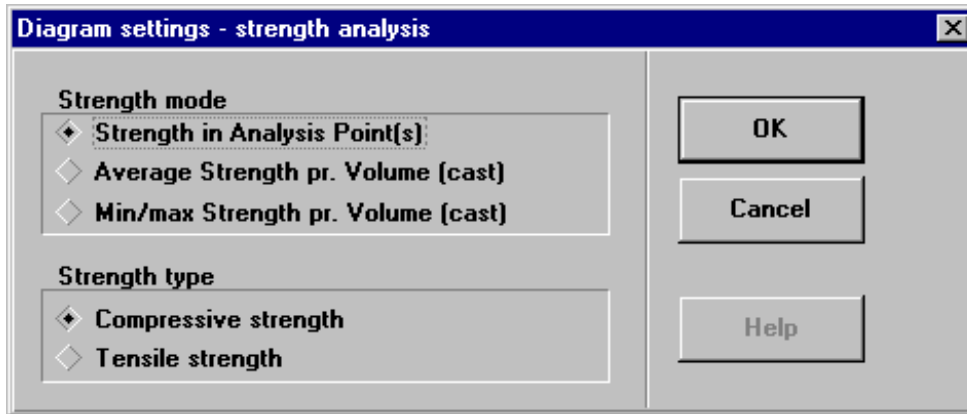 Diagram settings - strength analysis
Strength mode
Strength in Analysis Point(s)
Average Strength pr. Volume (cast)
Min/max Strength pr. Volume (cast)
Strength type
Compressive strength
Tensile strength
OK
Cancel
Help